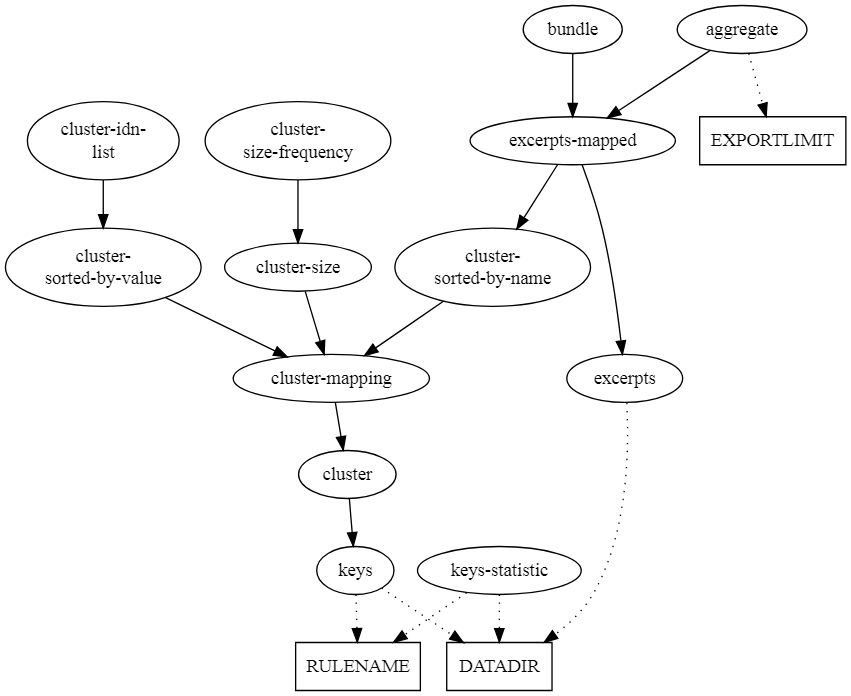 bundle
aggregate
cluster-idn-
list
cluster-
size-frequency
excerpts-mapped
EXPORTLIMIT
cluster-
sorted-by-value
cluster-size
cluster-
sorted-by-name
cluster-mapping
excerpts
cluster
keys
keys-statistic
RULENAME
DATADIR